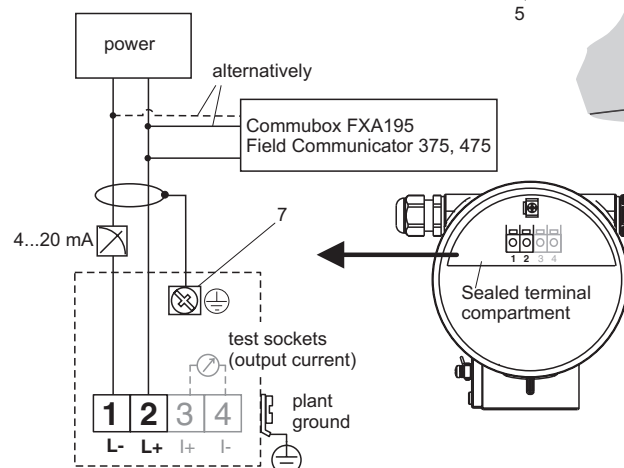 5
power
alternatively
Commubox FXA195
Field Communicator 375, 475
7
4...20 mA
test sockets
(output current)
plant
ground
1 2 3 4
L- L+ I+ I-
1 2 3 4
Sealed terminal
compartment